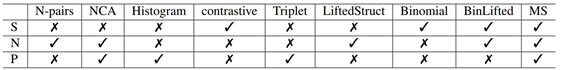 N-pairs NCA Histogram contrastive Triplet LiftedStruct Binomial BinLifted MS
S ✗ ✗ ✗ ✓ ✗ ✗ ✓ ✓ ✓
N ✓ ✓ ✗ ✗ ✗ ✓ ✗ ✓ ✓
P ✗ ✓ ✓ ✗ ✓ ✗ ✗ ✗ ✓